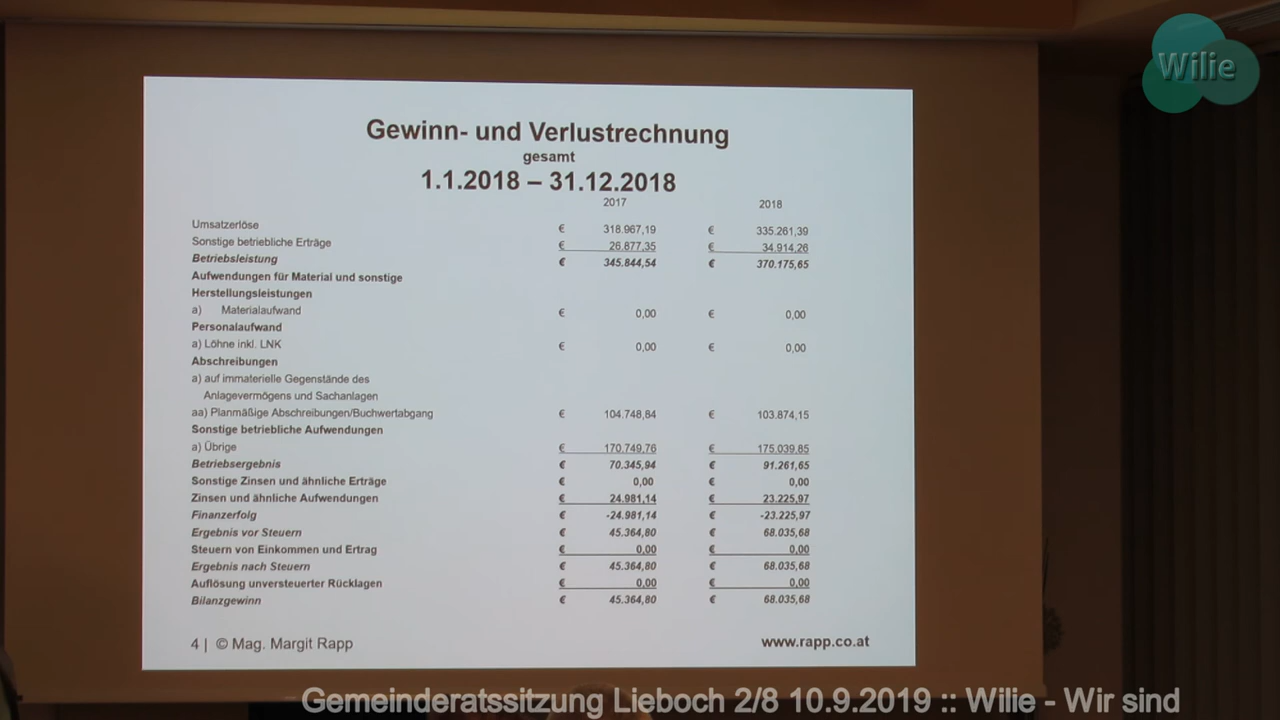 Wilie
Gewinn- und Verlustrechnung
gesamt
1.1.2018 – 31.12.2018
2017 2018
Umsatzerlöse € 318.967,19 € 335.261,39
Sonstige betriebliche Erträge € 26.877,35 € 34.914,26
Betriebsleistung € 345.844,54 € 370.175,65
Aufwendungen für Material und sonstige
Herstellungsleistungen
a) Materialaufwand € 0,00 € 0,00
Personalaufwand
a) Löhne inkl. LNK € 0,00 € 0,00
Abschreibungen
a) auf immaterielle Gegenstände des
Anlagevermögens und Sachanlagen
aa) Planmäßige Abschreibungen/Buchwertabgang € 104.748,84 € 103.874,15
Sonstige betriebliche Aufwendungen
a) Übrige € 170.749,76 € 175.039,85
Betriebsergebnis € 70.345,94 € 91.261,65
Sonstige Zinsen und ähnliche Erträge € 0,00 € 0,00
Zinsen und ähnliche Aufwendungen € 24.981,14 € 23.225,97
Finanzerfolg € -24.981,14 € -23.225,97
Ergebnis vor Steuern € 45.364,80 € 68.035,68
Steuern von Einkommen und Ertrag € 0,00 € 0,00
Ergebnis nach Steuern € 45.364,80 € 68.035,68
Auflösung unversteuerter Rücklagen € 0,00 € 0,00
Bilanzgewinn € 45.364,80 € 68.035,68
4 | © Mag. Margit Rapp www.rapp.co.at
Gemeinderatssitzung Lieboch 2/8 10.9.2019 :: Wilie - Wir sind